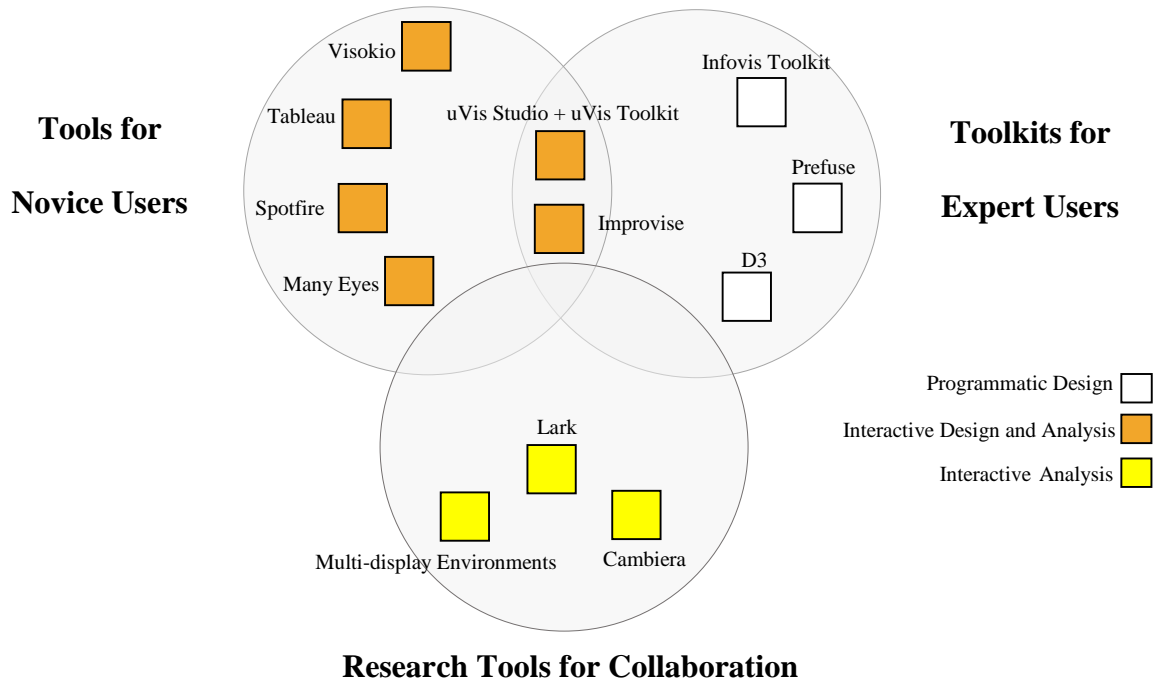 Visokio
Infovis Toolkit
Tableau
uVis Studio + uVis Toolkit
Tools for
Novice Users
Toolkits for
Expert Users
Prefuse
Spotfire
Improvise
D3
Many Eyes
Programmatic Design
Interactive Design and Analysis
Interactive Analysis
Lark
Multi-display Environments
Cambiera
Research Tools for Collaboration